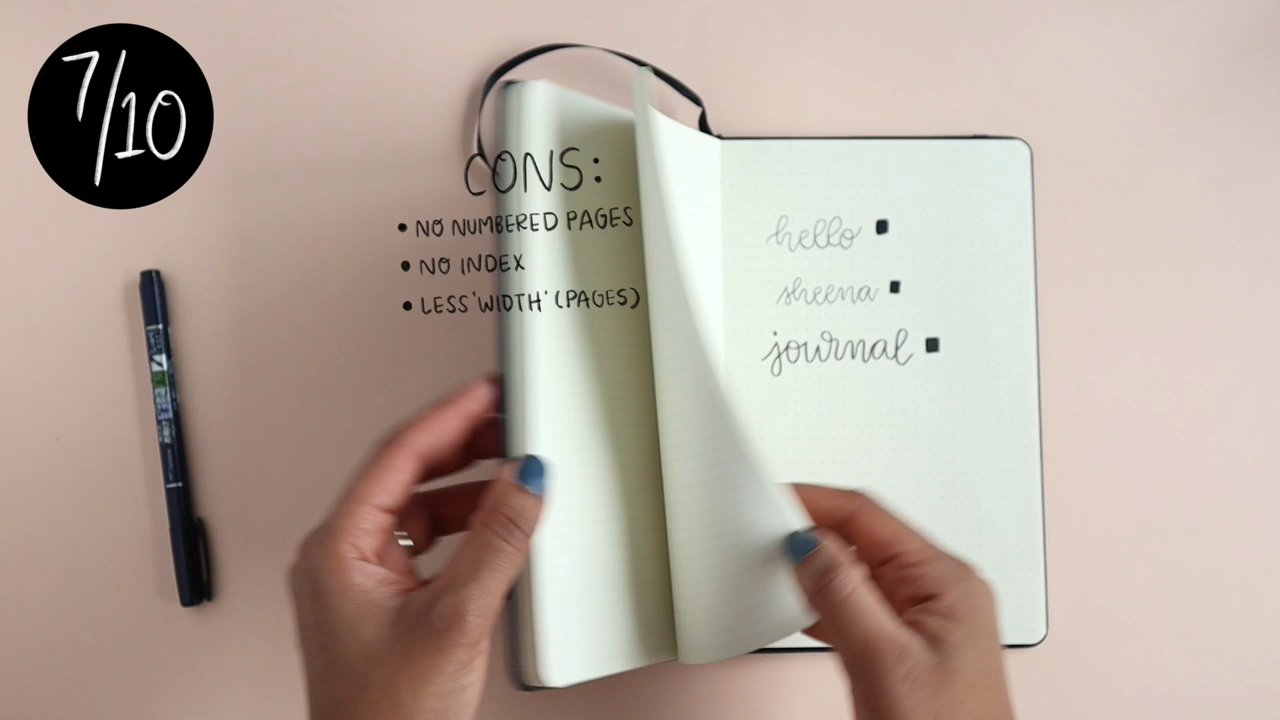 7/10
CONS:
• NO NUMBERED PAGES
• NO INDEX
• LESS 'WIDTH' (PAGES)
hello
sheena
journal